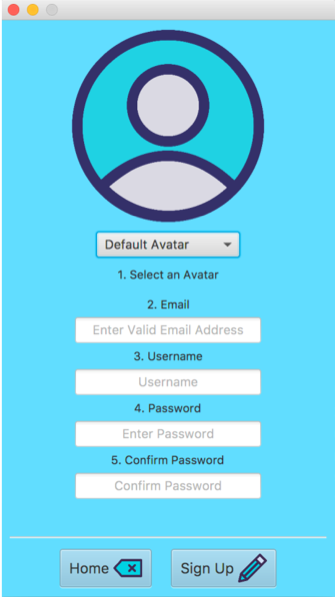 Default Avatar
1. Select an Avatar
2. Email
Enter Valid Email Address
3. Username
Username
4. Password
Enter Password
5. Confirm Password
Confirm Password
Home
Sign Up